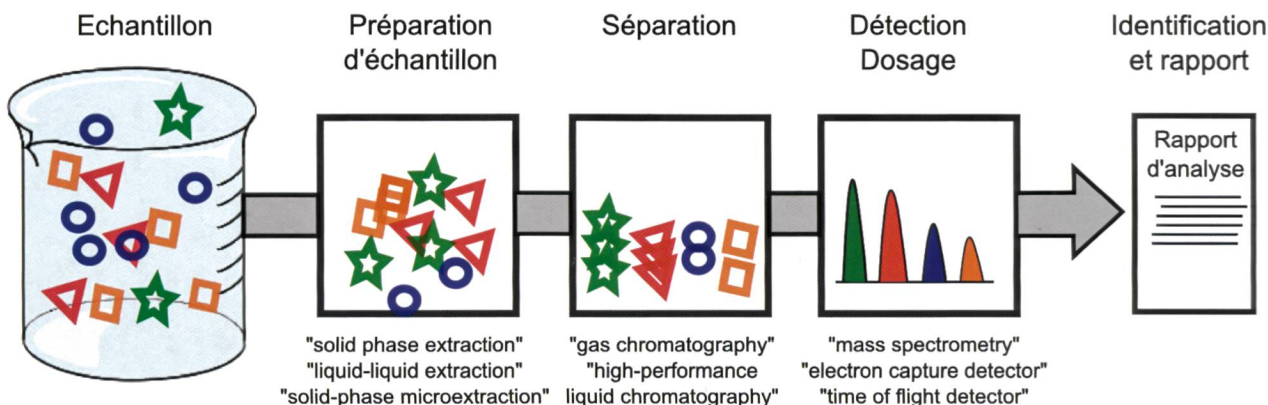 Echantillon
Préparation
d'échantillon
Séparation
Détection
Dosage
Identification
et rapport
Rapport
d'analyse
"solid phase extraction"
"liquid-liquid extraction"
"solid-phase microextraction"
"gas chromatography"
"high-performance
liquid chromatography"
"mass spectrometry"
"electron capture detector"
"time of flight detector"